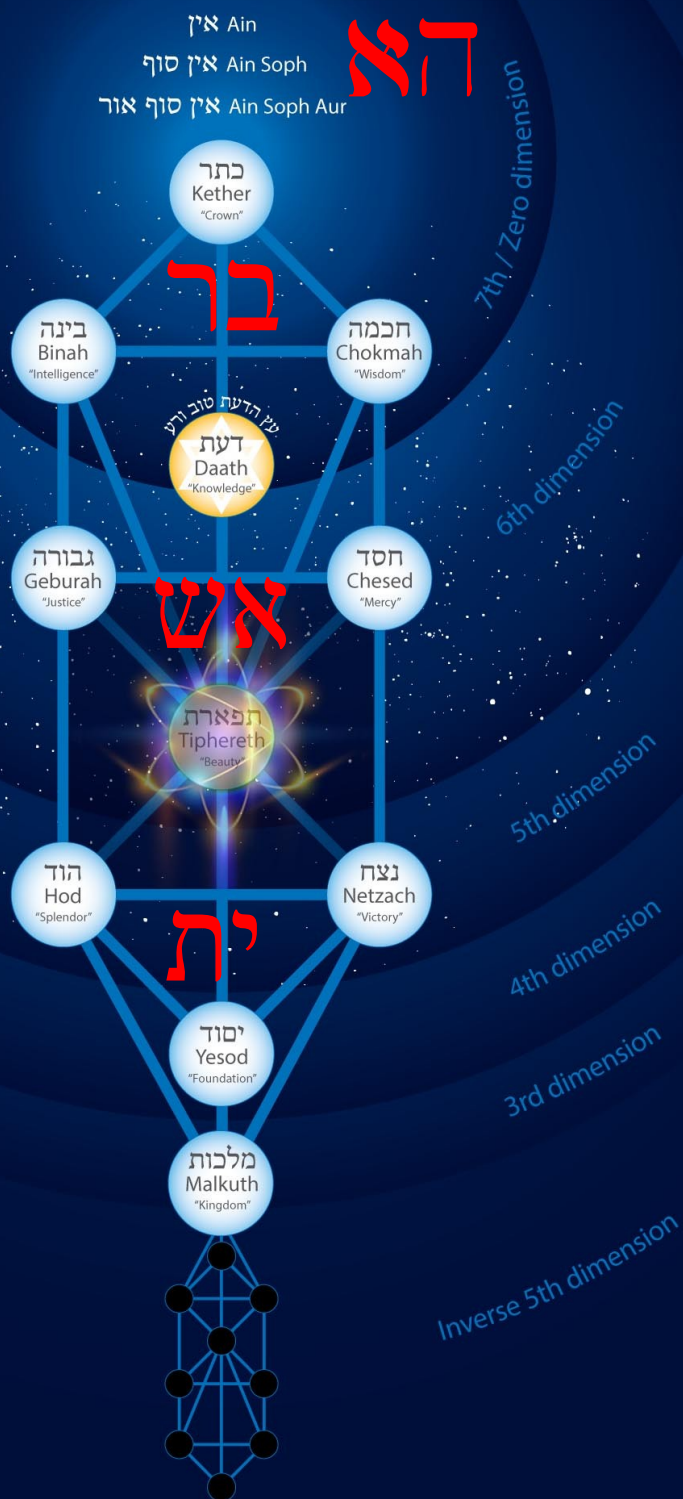 אין Ain
אין סוף Ain Soph
אין סוף אור Ain Soph Aur
הא
7th / Zero dimension
כתר
Kether
"Crown"
בר
בינה
Binah
"Intelligence"
חכמה
Chokmah
"Wisdom"
עץ הדעת טוב ורע
דעת
Daath
"Knowledge"
6th dimension
גבורה
Geburah
"Justice"
חסד
Chesed
"Mercy"
אש
תפארת
Tiphereth
"Beauty"
5th dimension
הוד
Hod
"Splendor"
נצח
Netzach
"Victory"
ית
4th dimension
יסוד
Yesod
"Foundation"
3rd dimension
מלכות
Malkuth
"Kingdom"
Inverse 5th dimension